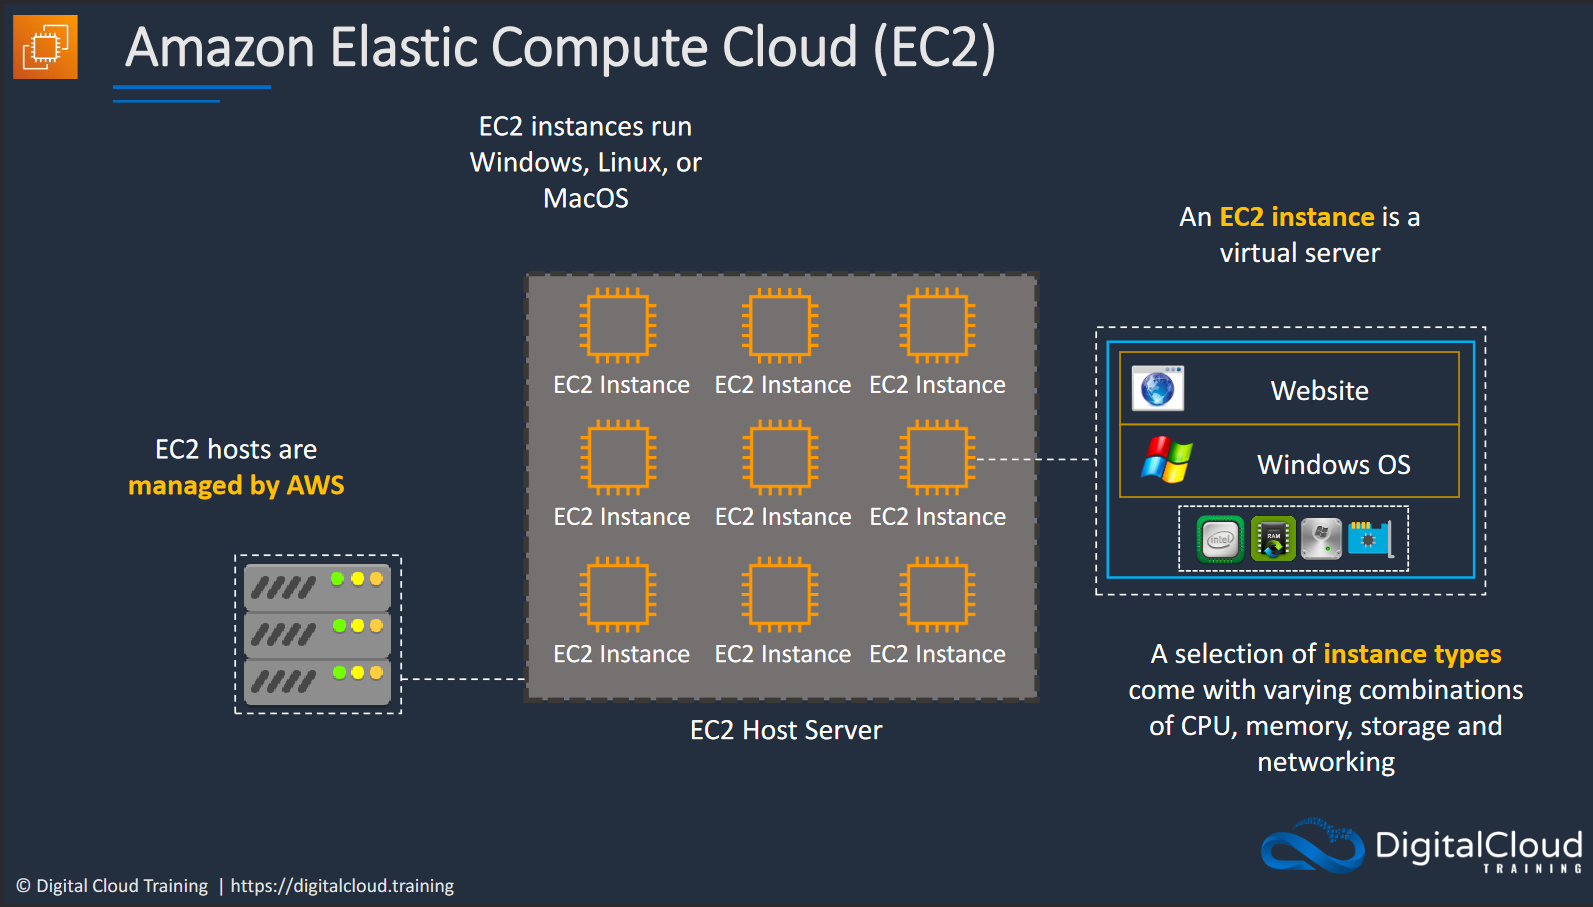 Amazon Elastic Compute Cloud (EC2)
EC2 instances run
Windows, Linux, or
MacOS
An EC2 instance is a
virtual server
EC2 Instance EC2 Instance EC2 Instance
Website
EC2 hosts are
managed by AWS
Windows OS
EC2 Instance EC2 Instance EC2 Instance
intel
RAM
EC2 Instance EC2 Instance EC2 Instance
EC2 Host Server
A selection of instance types
come with varying combinations
of CPU, memory, storage and
networking
DigitalCloud
TRAINING
© Digital Cloud Training | https://digitalcloud.training